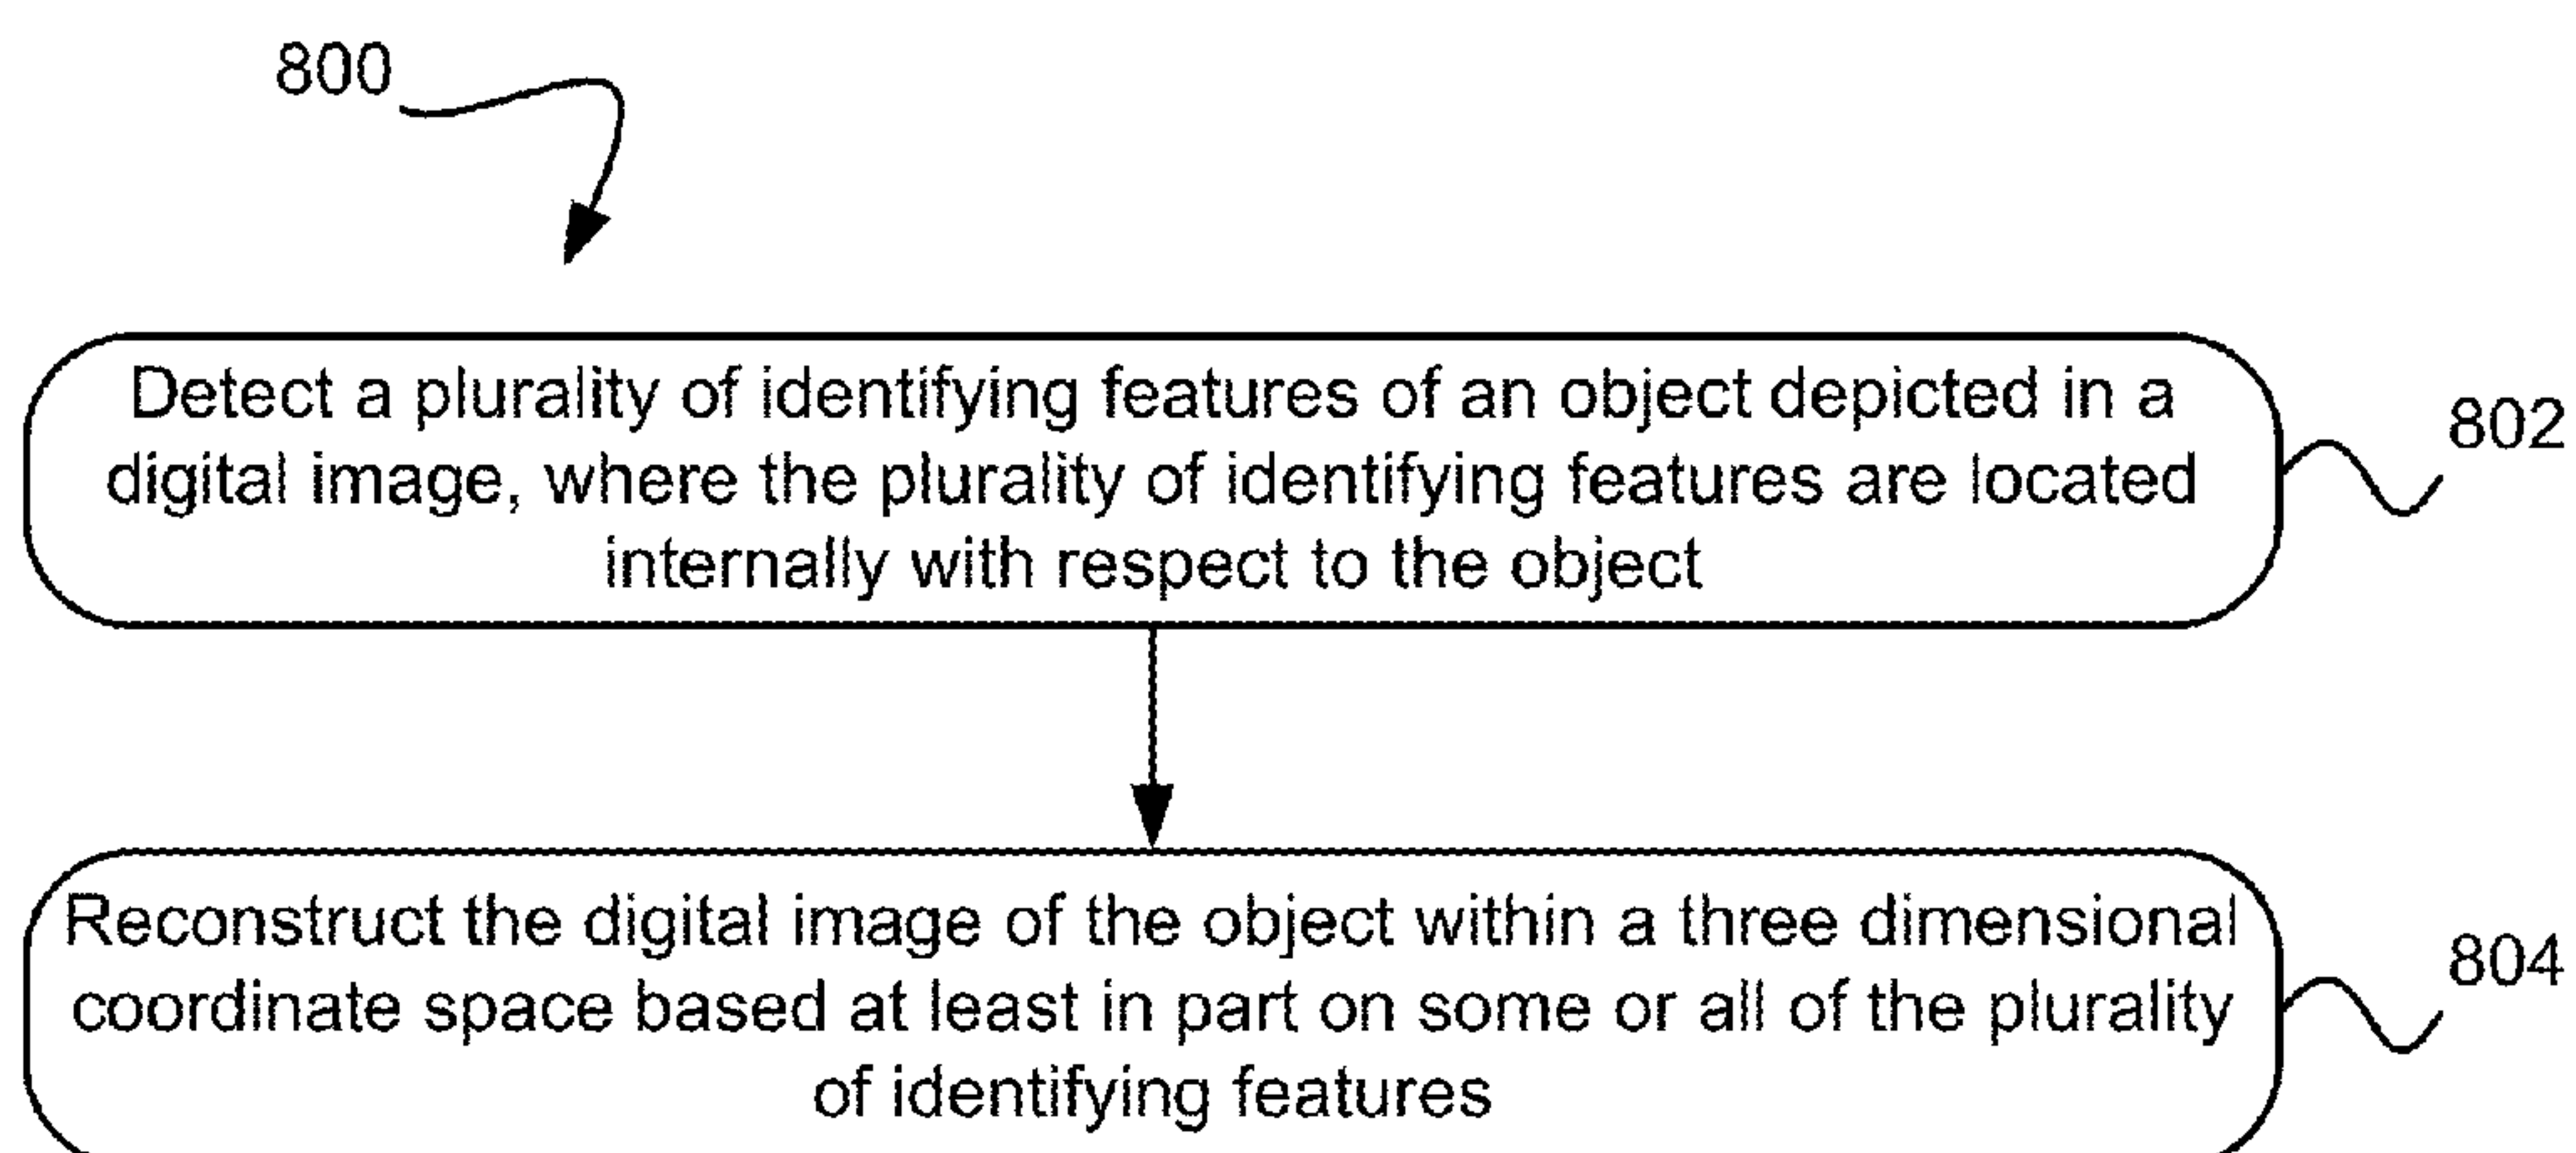 800
Detect a plurality of identifying features of an object depicted in a
digital image, where the plurality of identifying features are located
internally with respect to the object
802
Reconstruct the digital image of the object within a three dimensional
coordinate space based at least in part on some or all of the plurality
of identifying features
804